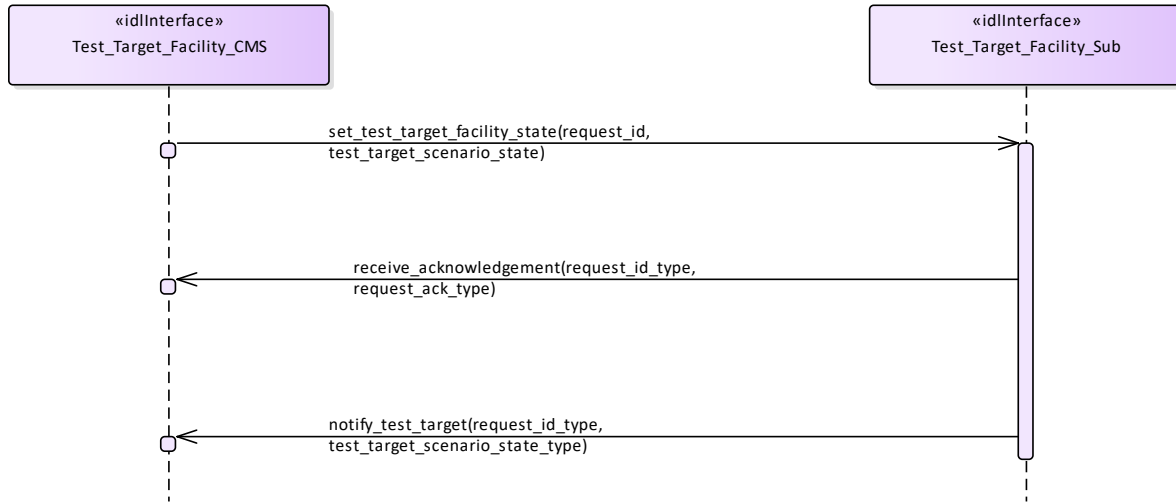 «idlInterface»
Test_Target_Facility_CMS
«idlInterface»
Test_Target_Facility_Sub
set_test_target_facility_state(request_id,
test_target_scenario_state)
receive_acknowledgement(request_id_type,
request_ack_type)
notify_test_target(request_id_type,
test_target_scenario_state_type)